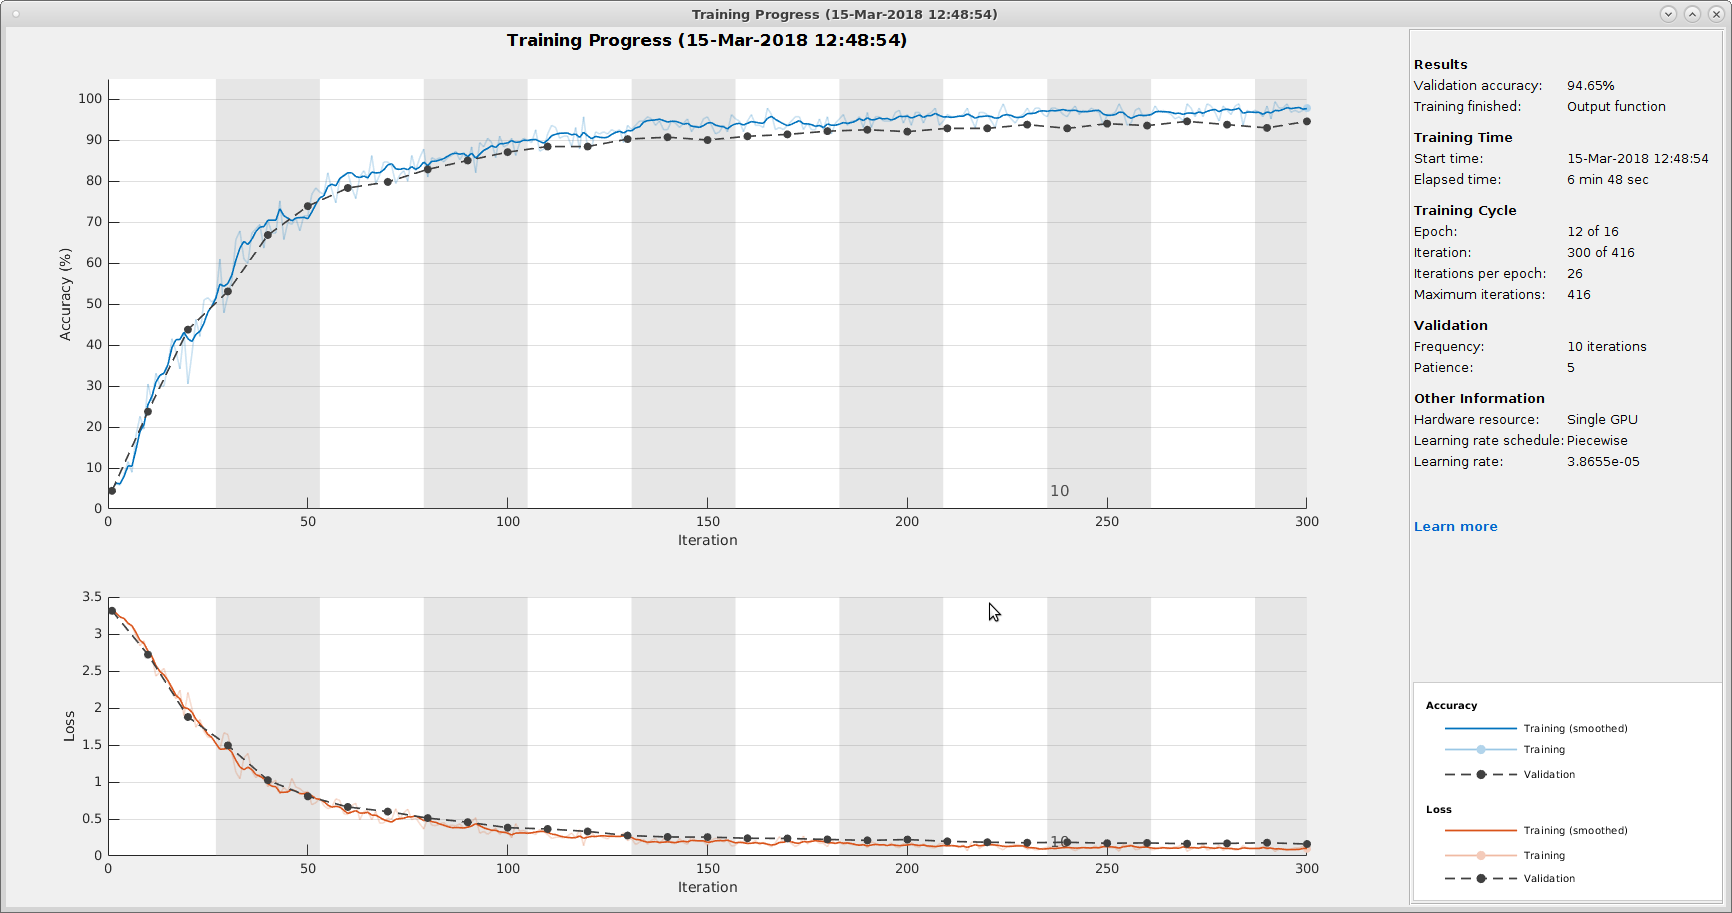 Training Progress (15-Mar-2018 12:48:54)
Training Progress (15-Mar-2018 12:48:54)
100
90
80
70
60
50
40
30
20
10
0
Accuracy (%)
10
0 50 100 150 200 250 300
Iteration
3.5
3
2.5
2
1.5
1
0.5
0
Loss
10
0 50 100 150 200 250 300
Iteration
Results
Validation accuracy: 94.65%
Training finished: Output function
Training Time
Start time: 15-Mar-2018 12:48:54
Elapsed time: 6 min 48 sec
Training Cycle
Epoch: 12 of 16
Iteration: 300 of 416
Iterations per epoch: 26
Maximum iterations: 416
Validation
Frequency: 10 iterations
Patience: 5
Other Information
Hardware resource: Single GPU
Learning rate schedule: Piecewise
Learning rate: 3.8655e-05
Learn more
Accuracy
Training (smoothed)
Training
Validation
Loss
Training (smoothed)
Training
Validation